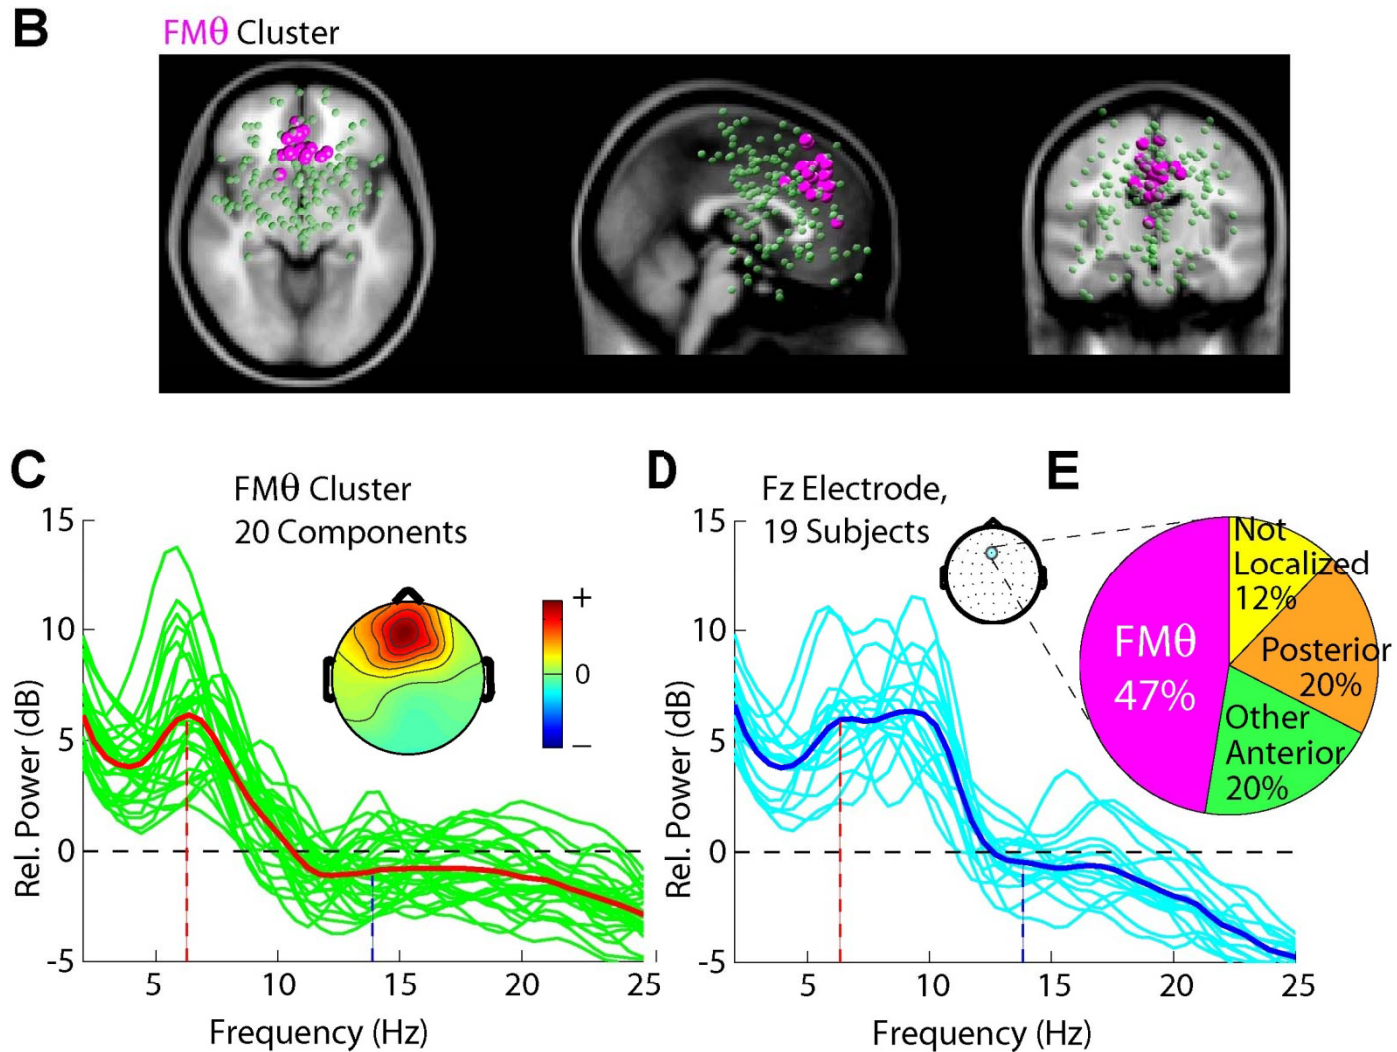 B
FMθ Cluster
C
FMθ Cluster
20 Components
+
0
–
15
10
5
0
-5
Rel. Power (dB)
5
10
15
20
25
Frequency (Hz)
D
Fz Electrode,
19 Subjects
15
10
5
0
-5
Rel. Power (dB)
5
10
15
20
25
Frequency (Hz)
E
Not
Localized
12%
Posterior
20%
Other
Anterior
20%
FMθ
47%